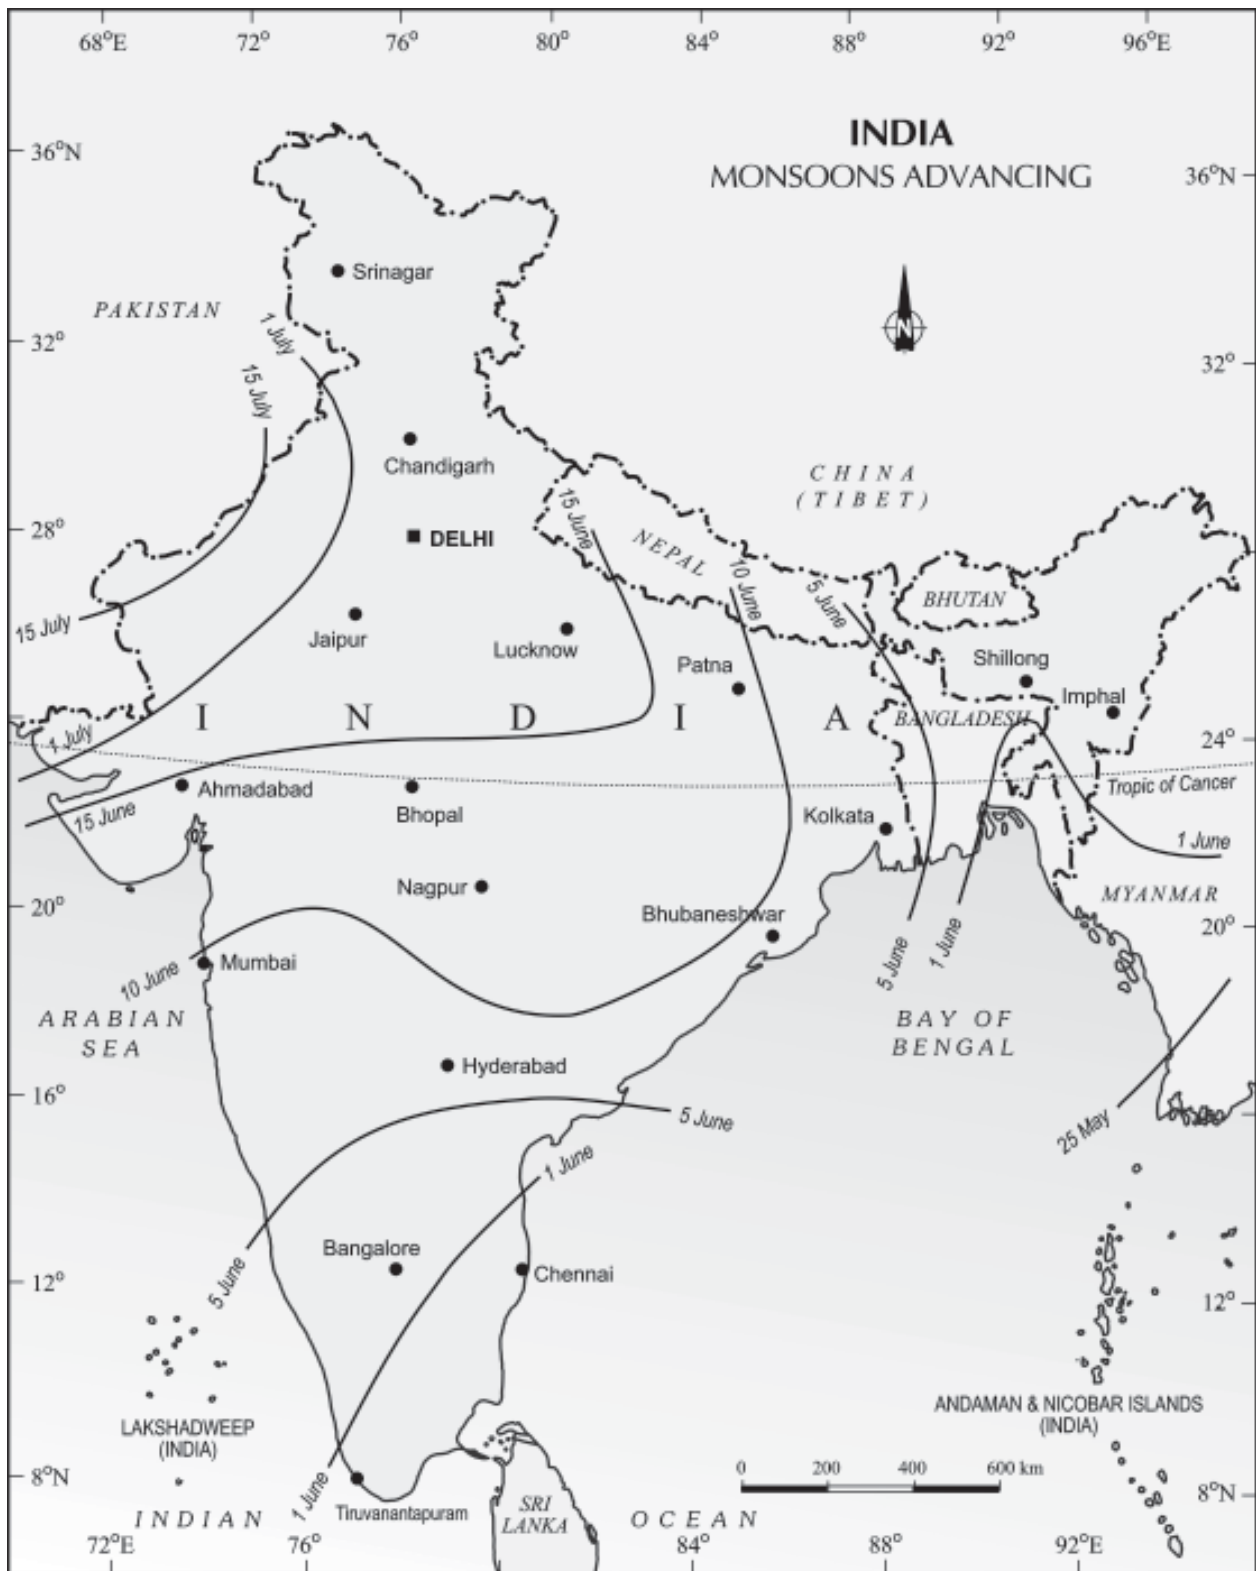 68°E 72° 76° 80° 84° 88° 92° 96°E
INDIA
MONSOONS ADVANCING
36°N
36°N
Srinagar
PAKISTAN
N
1 July
32°
32°
15 July
Chandigarh
CHINA
(TIBET)
15 June
28°
DELHI
NEPAL
10 June
5 June
BHUTAN
15 July
Jaipur
Lucknow
Patna
Shillong
Imphal
I N D I A
BANGLADESH
1 July
24°
Ahmadabad
Tropic of Cancer
15 June
Bhopal
Kolkata
1 June
Nagpur
MYANMAR
20°
Bhubaneshwar
20°
10 June
Mumbai
5 June
1 June
ARABIAN
SEA
BAY OF
BENGAL
Hyderabad
16°
5 June
25 May
1 June
Bangalore
Chennai
5 June
12°
12°
LAKSHADWEEP
(INDIA)
ANDAMAN & NICOBAR ISLANDS
(INDIA)
8°N
0 200 400 600 km
8°N
1 June
Tiruvanantapuram
SRI
LANKA
INDIAN OCEAN
72°E 76° 84° 88° 92°E